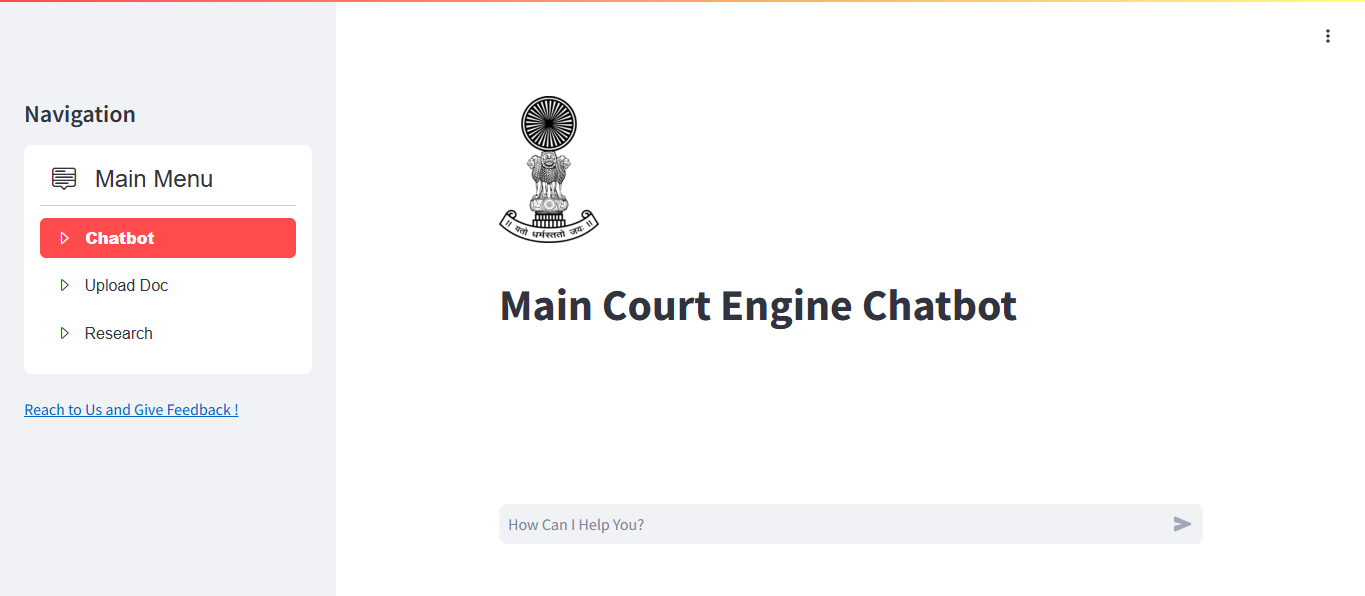 Navigation
Main Menu
Chatbot
Upload Doc
Research
Reach to Us and Give Feedback !
॥ यतो धर्मस्ततो जयः ॥
Main Court Engine Chatbot
How Can I Help You?